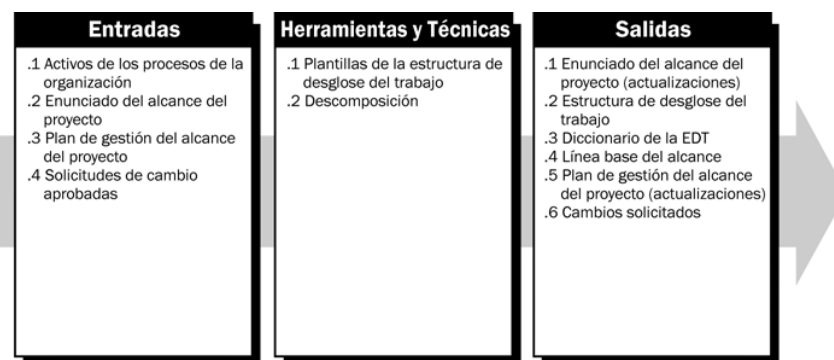 Entradas
.1 Activos de los procesos de la
organización
.2 Enunciado del alcance del
proyecto
.3 Plan de gestión del alcance
del proyecto
.4 Solicitudes de cambio
aprobadas
Herramientas y Técnicas
.1 Plantillas de la estructura de
desglose del trabajo
.2 Descomposición
Salidas
.1 Enunciado del alcance del
proyecto (actualizaciones)
.2 Estructura de desglose del
trabajo
.3 Diccionario de la EDT
.4 Línea base del alcance
.5 Plan de gestión del alcance
del proyecto (actualizaciones)
.6 Cambios solicitados